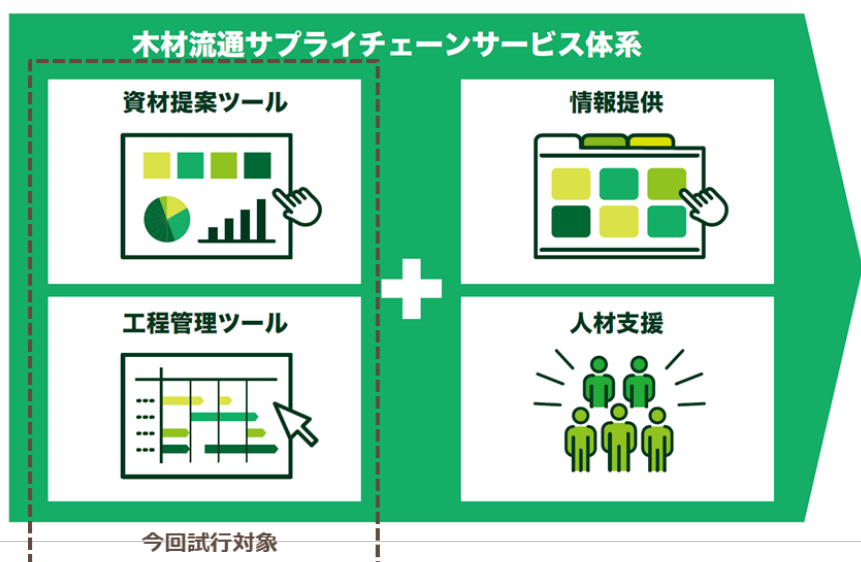 木材流通サプライチェーンサービス体系
資材提案ツール
情報提供
工程管理ツール
人材支援
今回試行対象